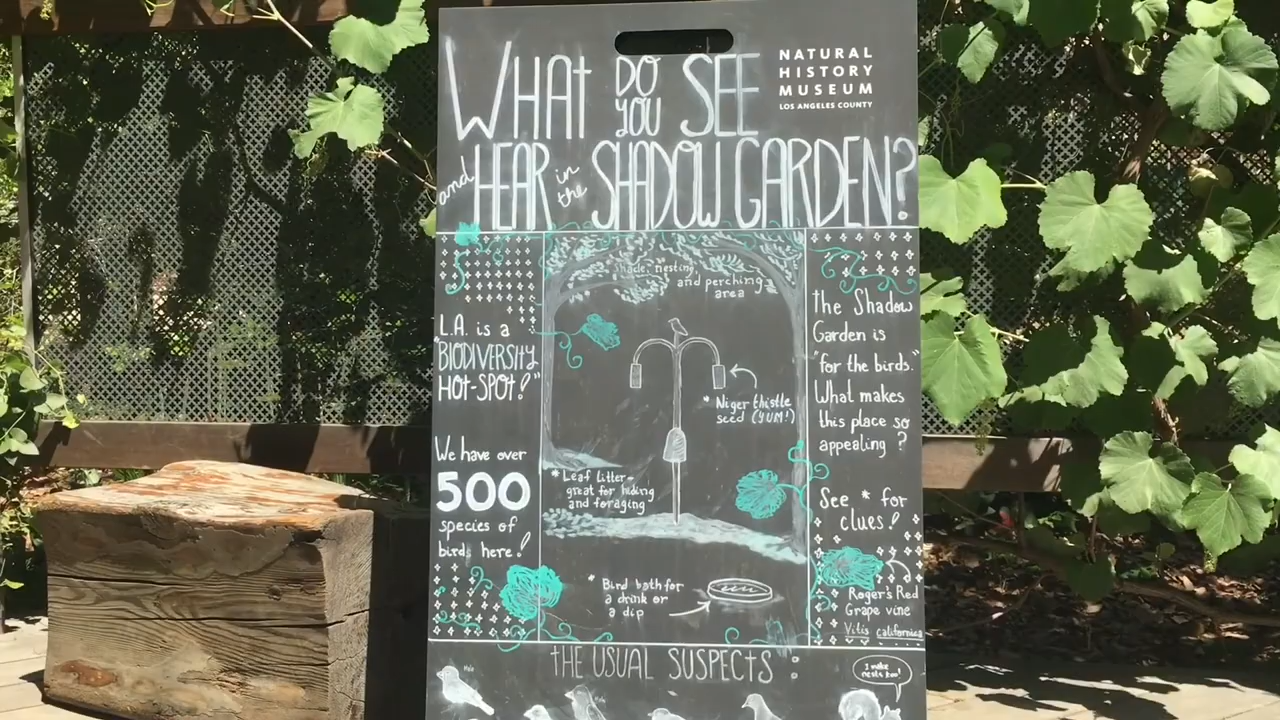 WHAT DO YOU SEE
NATURAL
HISTORY
MUSEUM
LOS ANGELES COUNTY
and HEAR in the SHADOW GARDEN?
L.A. is a
"BIODIVERSITY
HOT-SPOT!"
We have over
500
species of
birds here!
shade, nesting,
and perching
area
* Niger thistle
seed (YUM!)
* Leaf litter-
great for hiding
and foraging
* Bird bath for
a drink or
a dip
the Shadow
Garden is
"for the birds."
What makes
this place so
appealing?
See * for
clues!
Roger's Red
Grape vine
Vitis californica
THE USUAL SUSPECTS:
Male
I make
nests too!